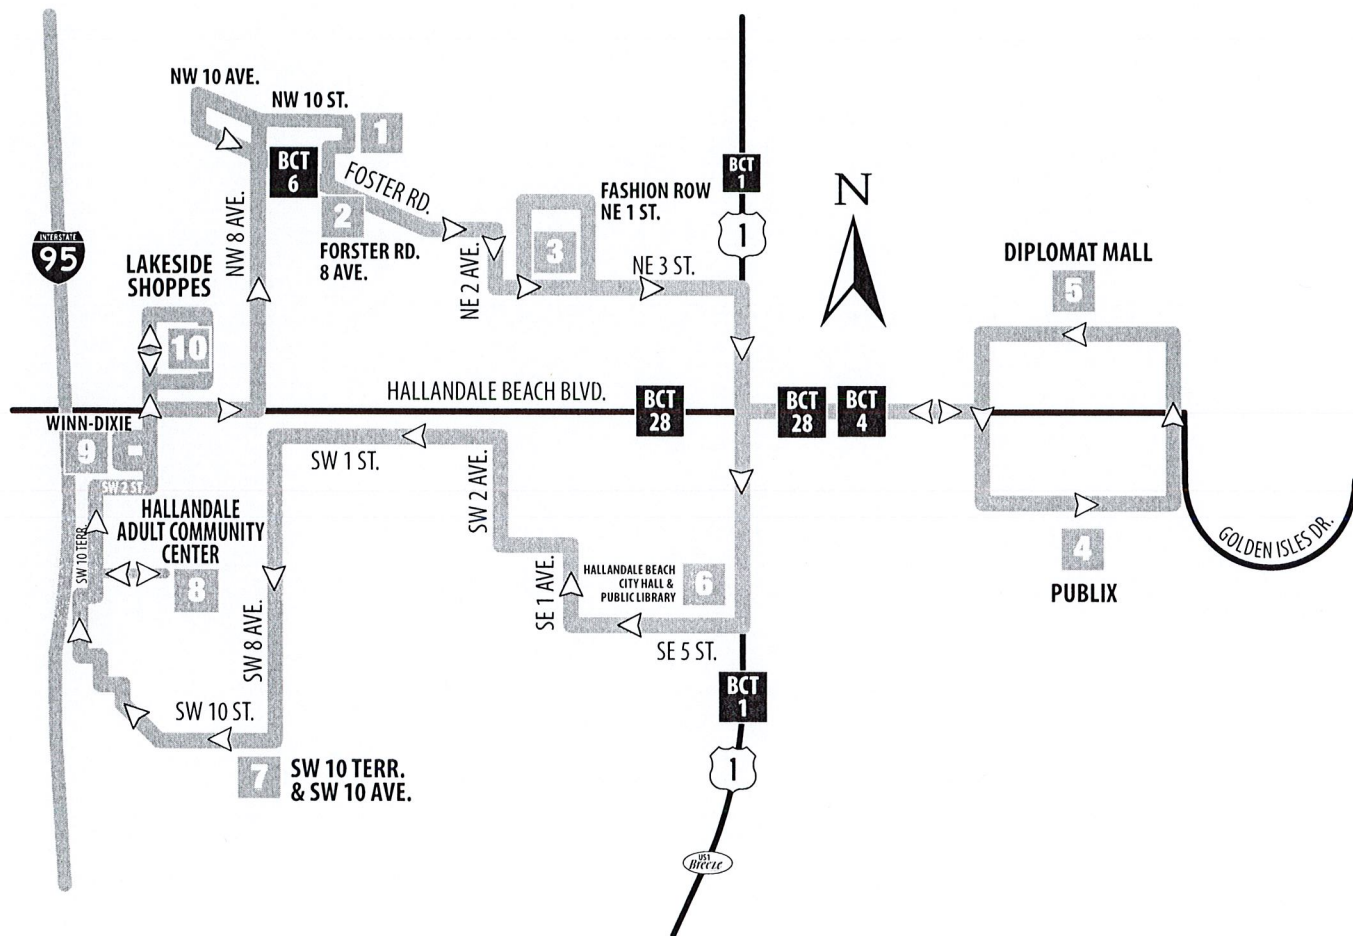 NW 10 AVE.
NW 10 ST.
1
BCT
6
FOSTER RD.
2
FORSTER RD.
8 AVE.
NW 8 AVE.
INTERSTATE
95
LAKESIDE
SHOPPES
10
NE 2 AVE.
3
FASHION ROW
NE 1 ST.
NE 3 ST.
BCT
1
1
N
DIPLOMAT MALL
5
HALLANDALE BEACH BLVD.
BCT
28
BCT
28
BCT
4
WINN-DIXIE
9
SW 2 ST.
SW 1 ST.
SW 2 AVE.
HALLANDALE
ADULT COMMUNITY
CENTER
8
SW 10 TERR.
SW 8 AVE.
SE 1 AVE.
HALLANDALE BEACH
CITY HALL &
PUBLIC LIBRARY
6
SE 5 ST.
4
PUBLIX
GOLDEN ISLES DR.
SW 10 ST.
7
SW 10 TERR.
& SW 10 AVE.
BCT
1
1
US1
Breeze